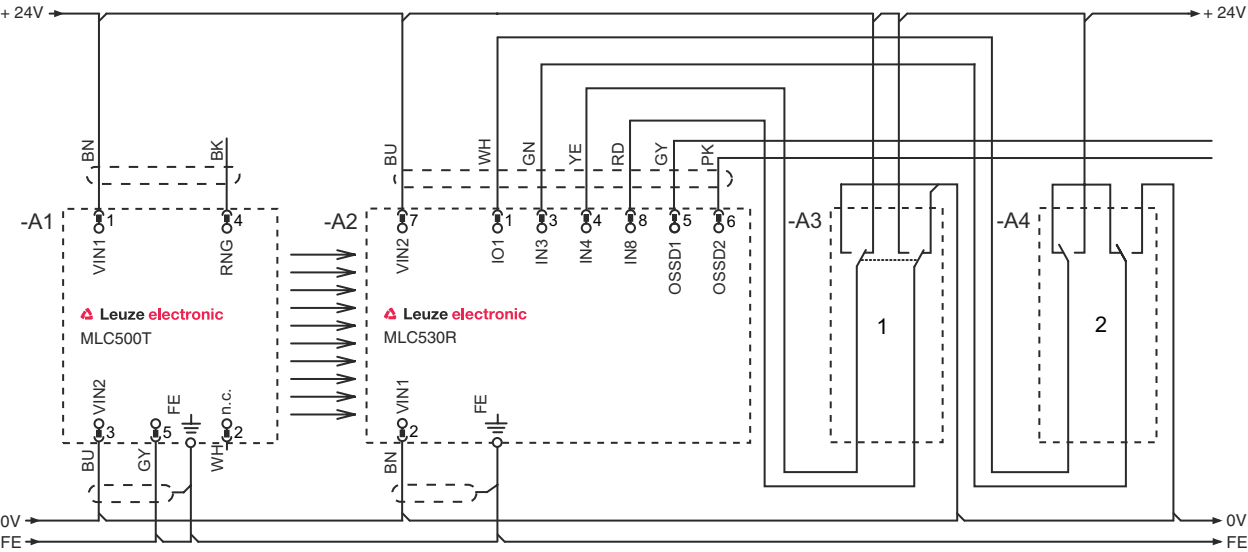 + 24V + 24V
BN BK BU WH GN YE RD GY PK
-A1 1 4 -A2 7 1 3 4 8 5 6 -A3 -A4
VIN1 RNG VIN2 IO1 IN3 IN4 IN8 OSSD1 OSSD2
Leuze electronic Leuze electronic
MLC500T MLC530R 1 2
VIN2 FE n.c. VIN1 FE
3 5 2 2
BU GY WH BN
0V 0V
FE FE